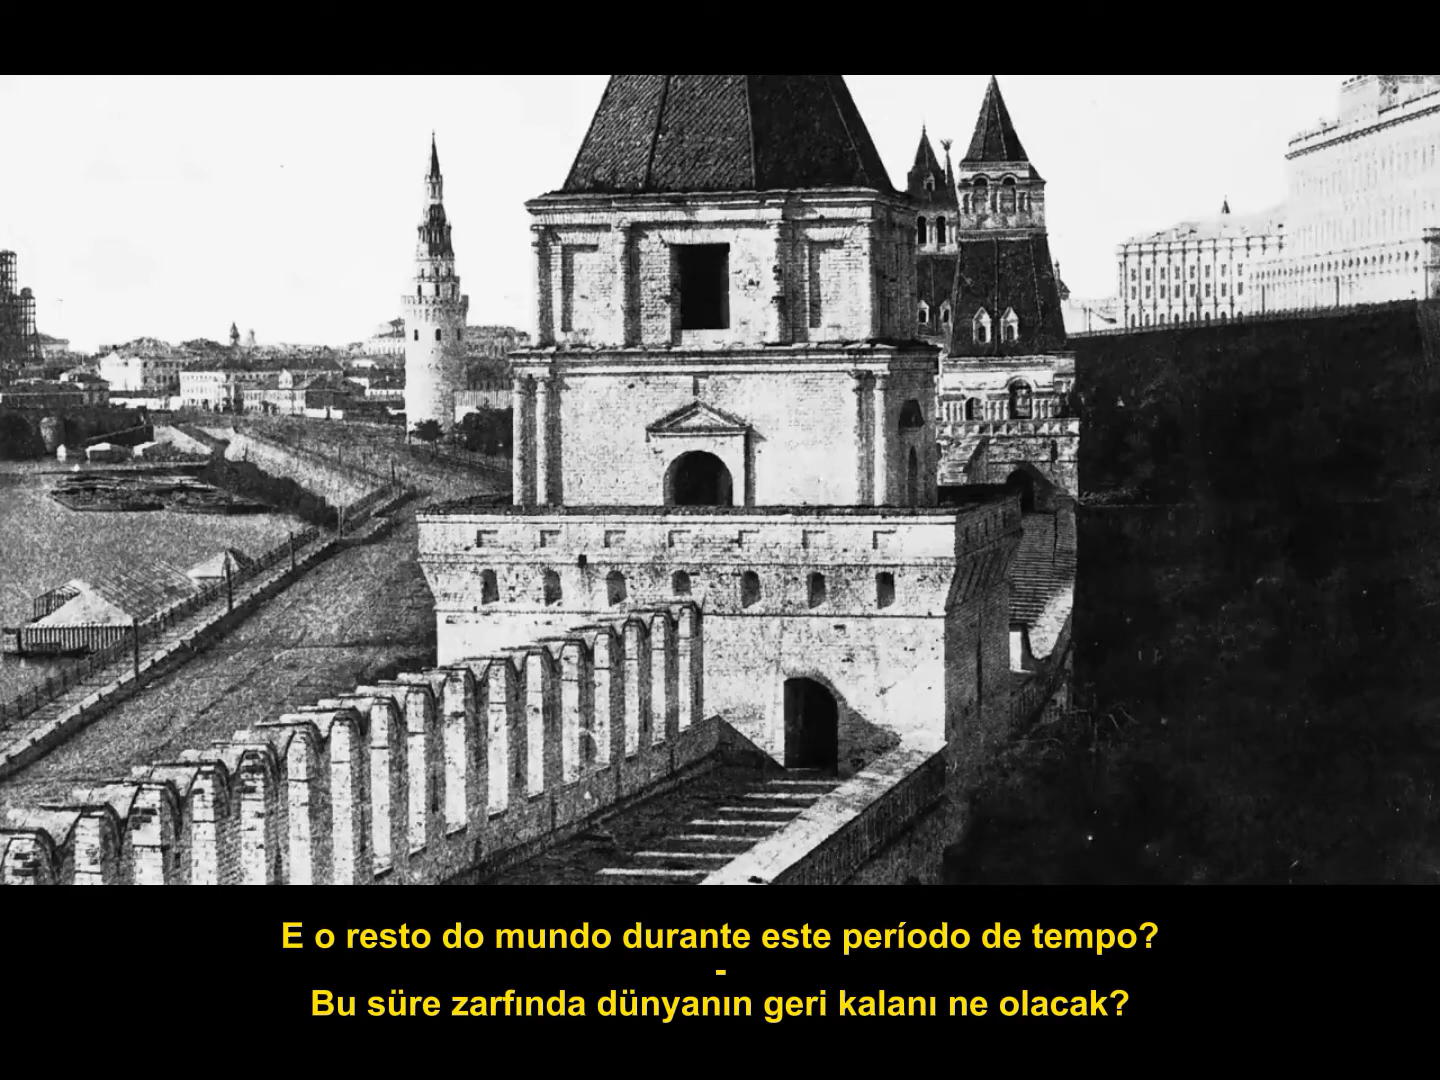 E o resto do mundo durante este período de tempo?
-
Bu süre zarfında dünyanın geri kalanı ne olacak?